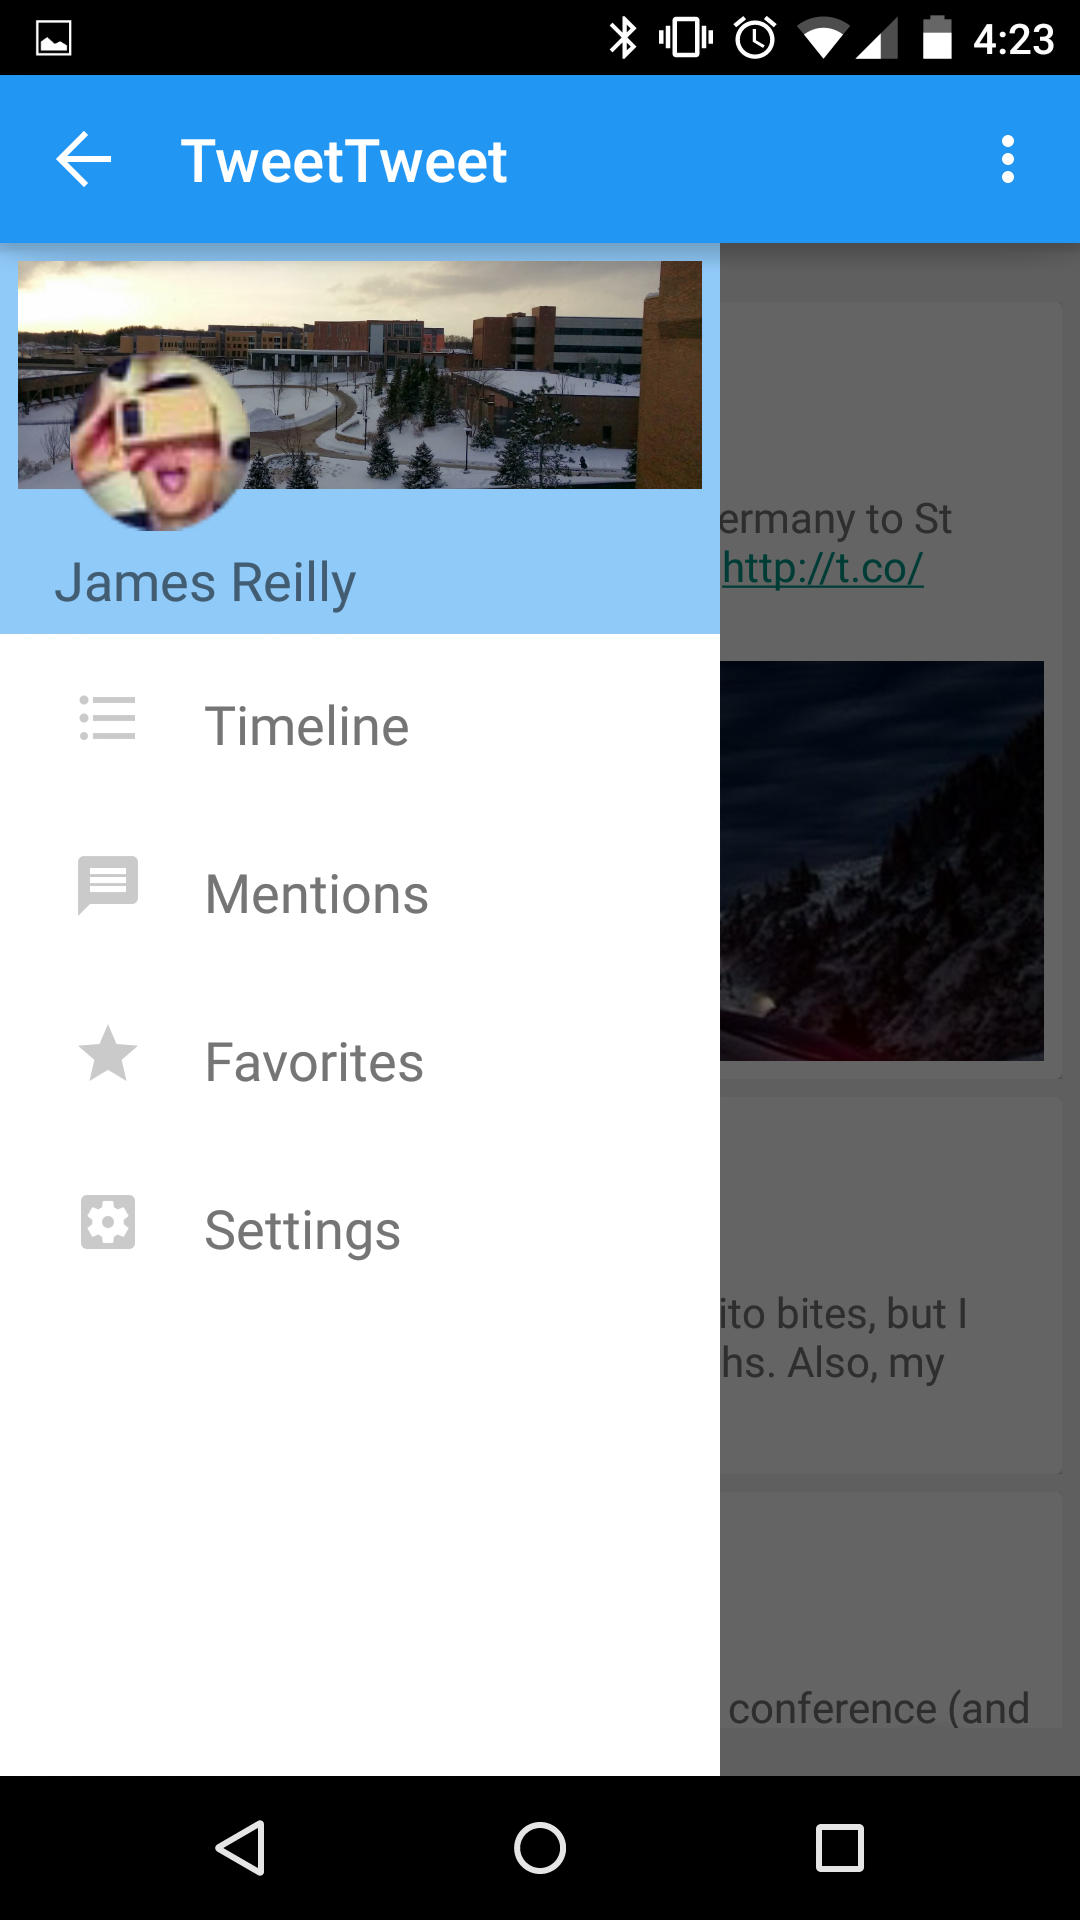 4:23
TweetTweet
James Reilly
Timeline
Mentions
Favorites
Settings
ermany to St
http://t.co/
ito bites, but I
hs. Also, my
conference (and